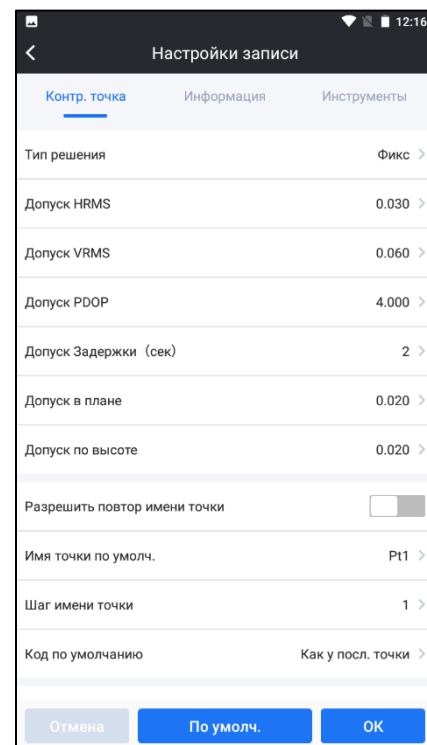 12:16
Настройки записи
Контр. точка Информация Инструменты
Тип решения Фикс
Допуск HRMS 0.030
Допуск VRMS 0.060
Допуск PDOP 4.000
Допуск Задержки (сек) 2
Допуск в плане 0.020
Допуск по высоте 0.020
Разрешить повтор имени точки
Имя точки по умолч. Pt1
Шаг имени точки 1
Код по умолчанию Как у посл. точки
Отмена По умолч. OK